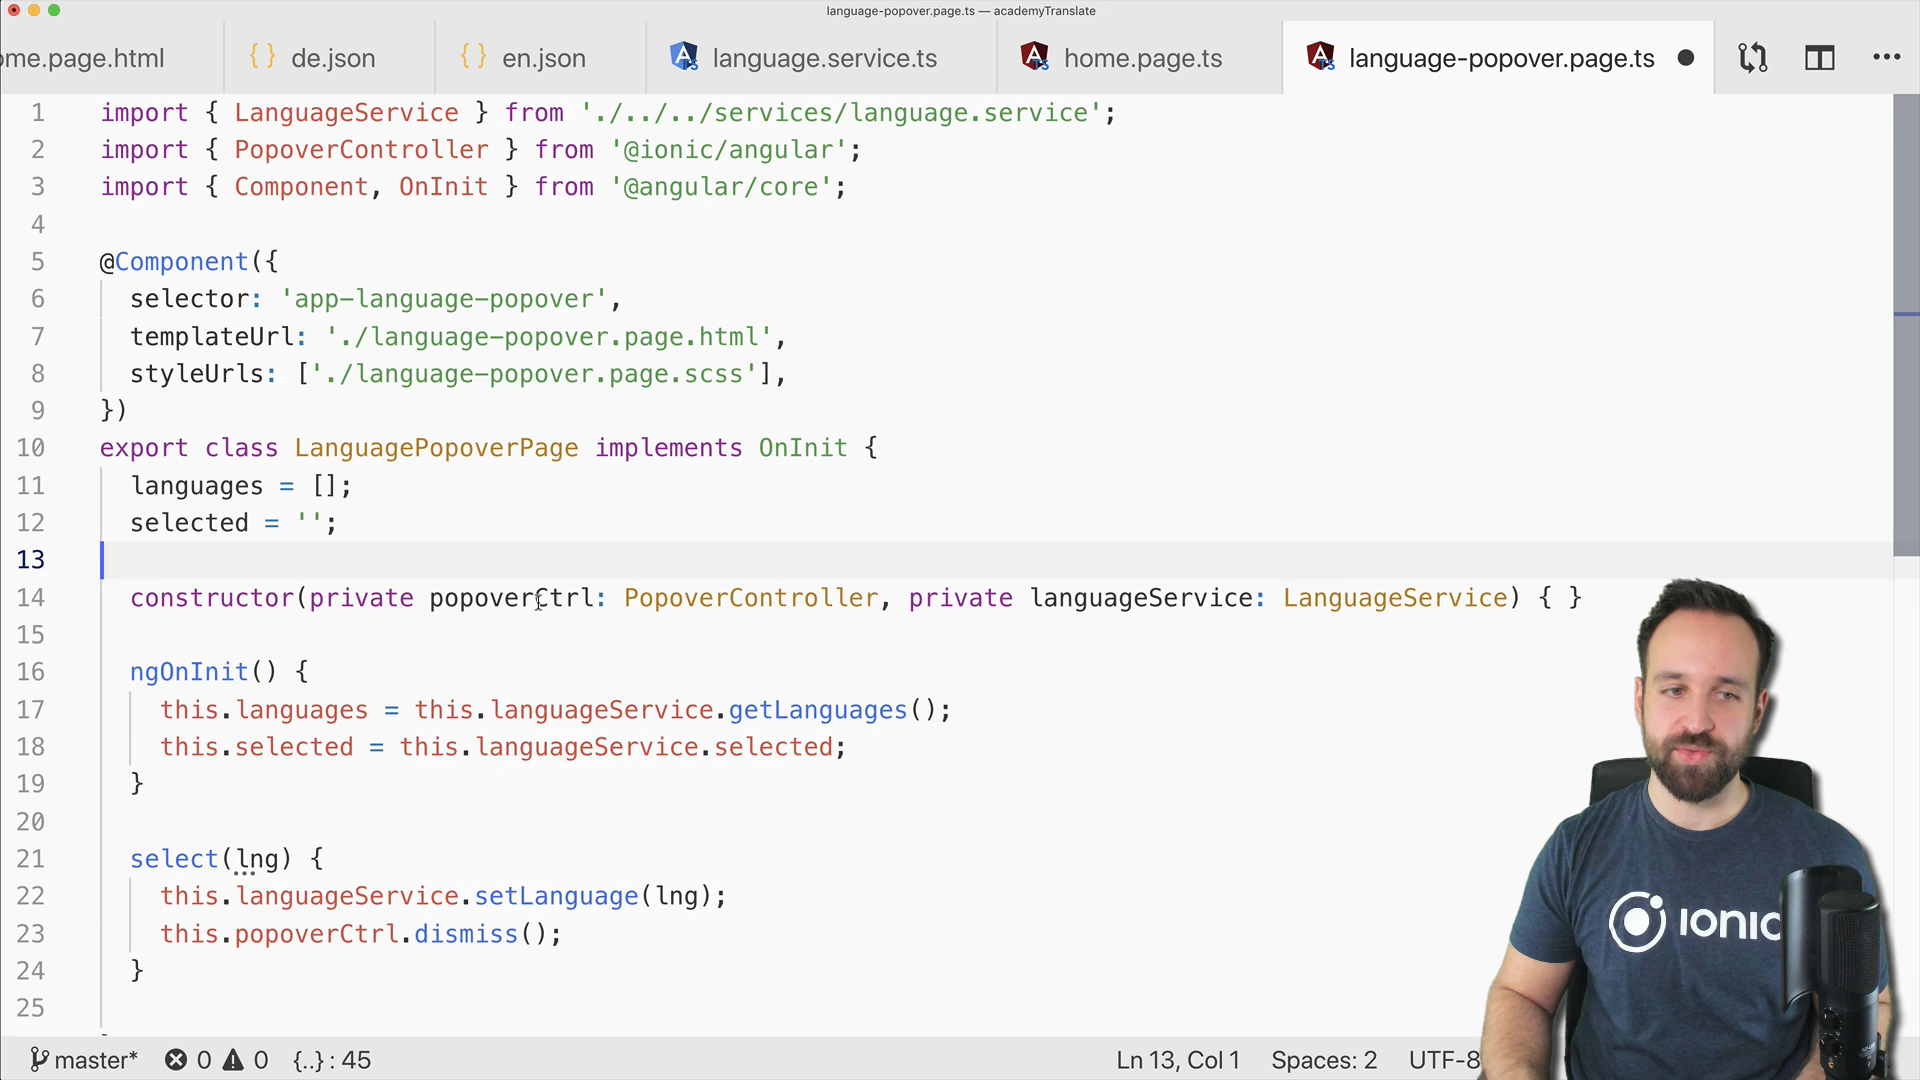 language-popover.page.ts — academyTranslate
ome.page.html
{} de.json
{} en.json
language.service.ts
home.page.ts
language-popover.page.ts
1 import { LanguageService } from './../../services/language.service';
2 import { PopoverController } from '@ionic/angular';
3 import { Component, OnInit } from '@angular/core';
4
5 @Component({
6 selector: 'app-language-popover',
7 templateUrl: './language-popover.page.html',
8 styleUrls: ['./language-popover.page.scss'],
9 })
10 export class LanguagePopoverPage implements OnInit {
11 languages = [];
12 selected = '';
13
14 constructor(private popoverCtrl: PopoverController, private languageService: LanguageService) { }
15
16 ngOnInit() {
17 this.languages = this.languageService.getLanguages();
18 this.selected = this.languageService.selected;
19 }
20
21 select(lng) {
22 this.languageService.setLanguage(lng);
23 this.popoverCtrl.dismiss();
24 }
25
IONIC
master* 0 0 {..} : 45
Ln 13, Col 1 Spaces: 2 UTF-8